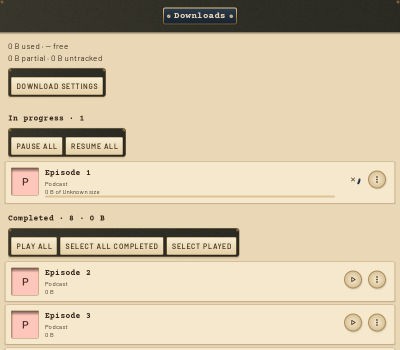 Downloads
0 B used · — free
0 B partial · 0 B untracked
DOWNLOAD SETTINGS
In progress · 1
PAUSE ALL RESUME ALL
P
Episode 1
Podcast
0 B of Unknown size
Completed · 8 · 0 B
PLAY ALL SELECT ALL COMPLETED SELECT PLAYED
P
Episode 2
Podcast
0 B
P
Episode 3
Podcast
0 B